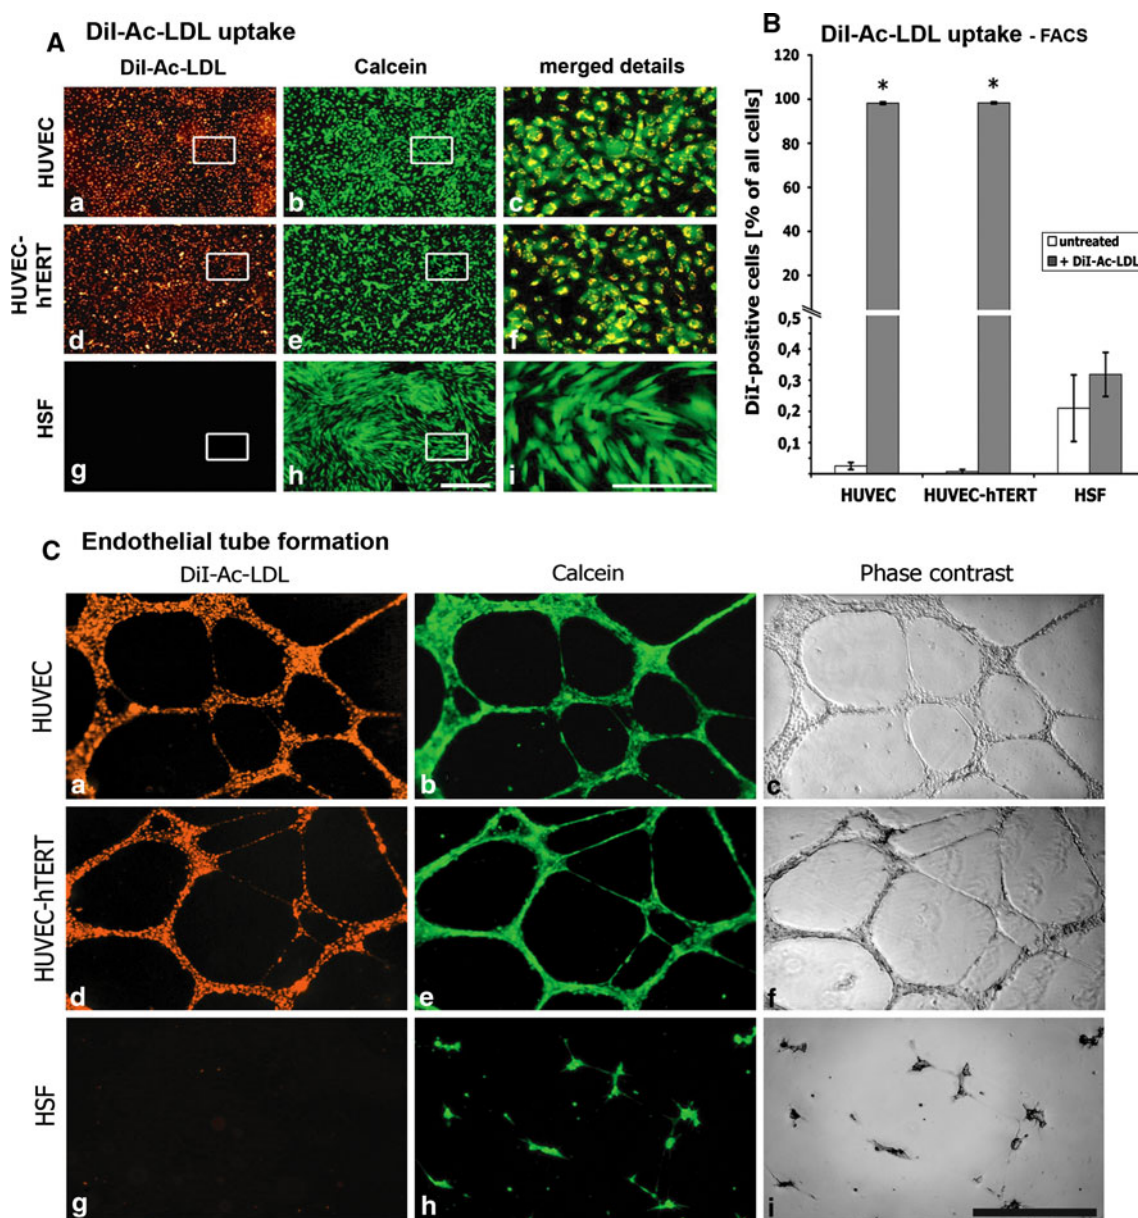 A DiI-Ac-LDL uptake
DiI-Ac-LDL Calcein merged details
HUVEC
a b c
HUVEC-
hTERT
d e f
HSF
g h i
B DiI-Ac-LDL uptake - FACS
DiI-positive cells [% of all cells]
120
100
80
60
40
20
0,5
0,4
0,3
0,2
0,1
* *
untreated
+ DiI-Ac-LDL
HUVEC HUVEC-hTERT HSF
C Endothelial tube formation
DiI-Ac-LDL Calcein Phase contrast
HUVEC
a b c
HUVEC-hTERT
d e f
HSF
g h i